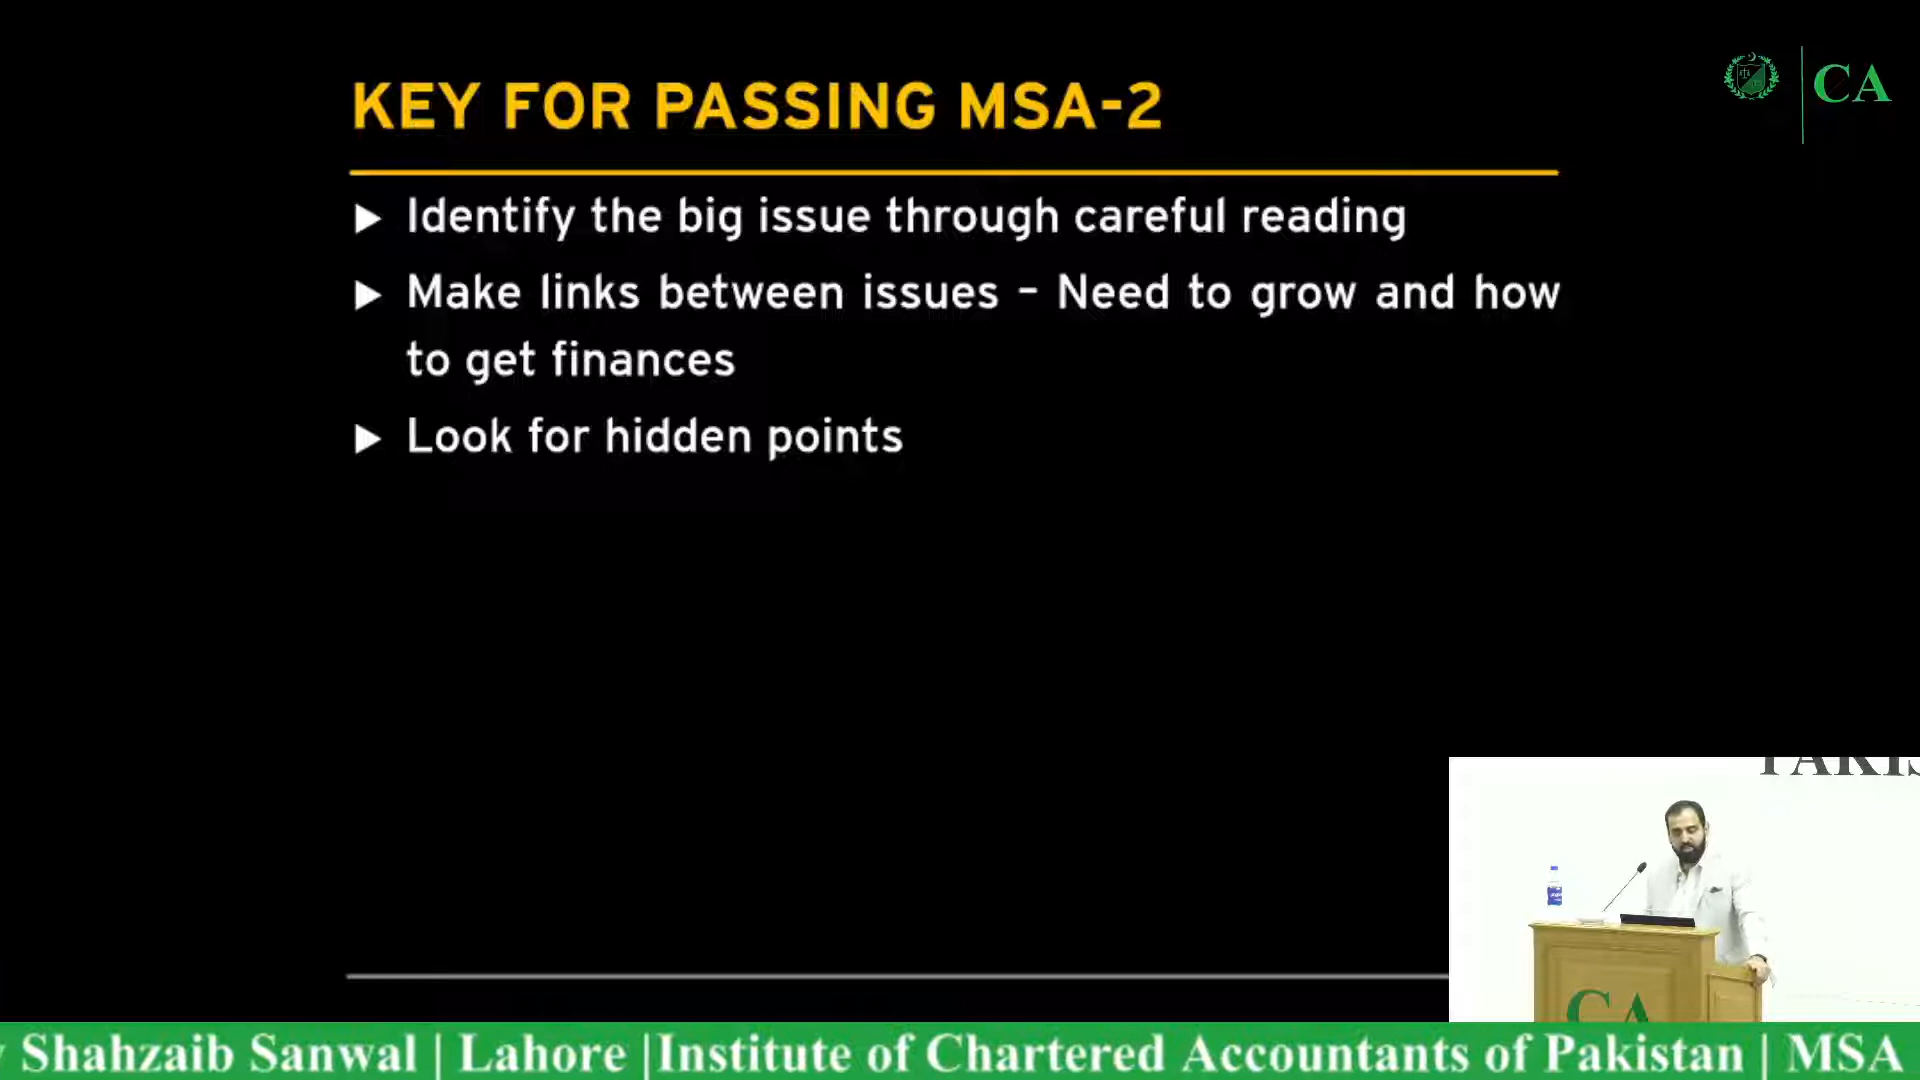 KEY FOR PASSING MSA-2
CA
▶ Identify the big issue through careful reading
▶ Make links between issues – Need to grow and how
to get finances
▶ Look for hidden points
CA
Shahzaib Sanwal | Lahore |Institute of Chartered Accountants of Pakistan | MSA